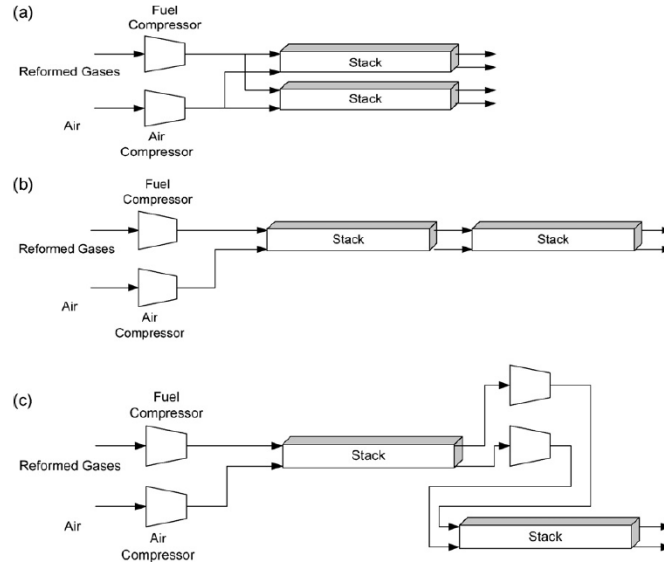 (a)
Fuel
Compressor
Reformed Gases
Stack
Stack
Air
Air
Compressor
(b)
Fuel
Compressor
Reformed Gases
Stack
Stack
Air
Air
Compressor
(c)
Fuel
Compressor
Reformed Gases
Stack
Air
Air
Compressor
Stack